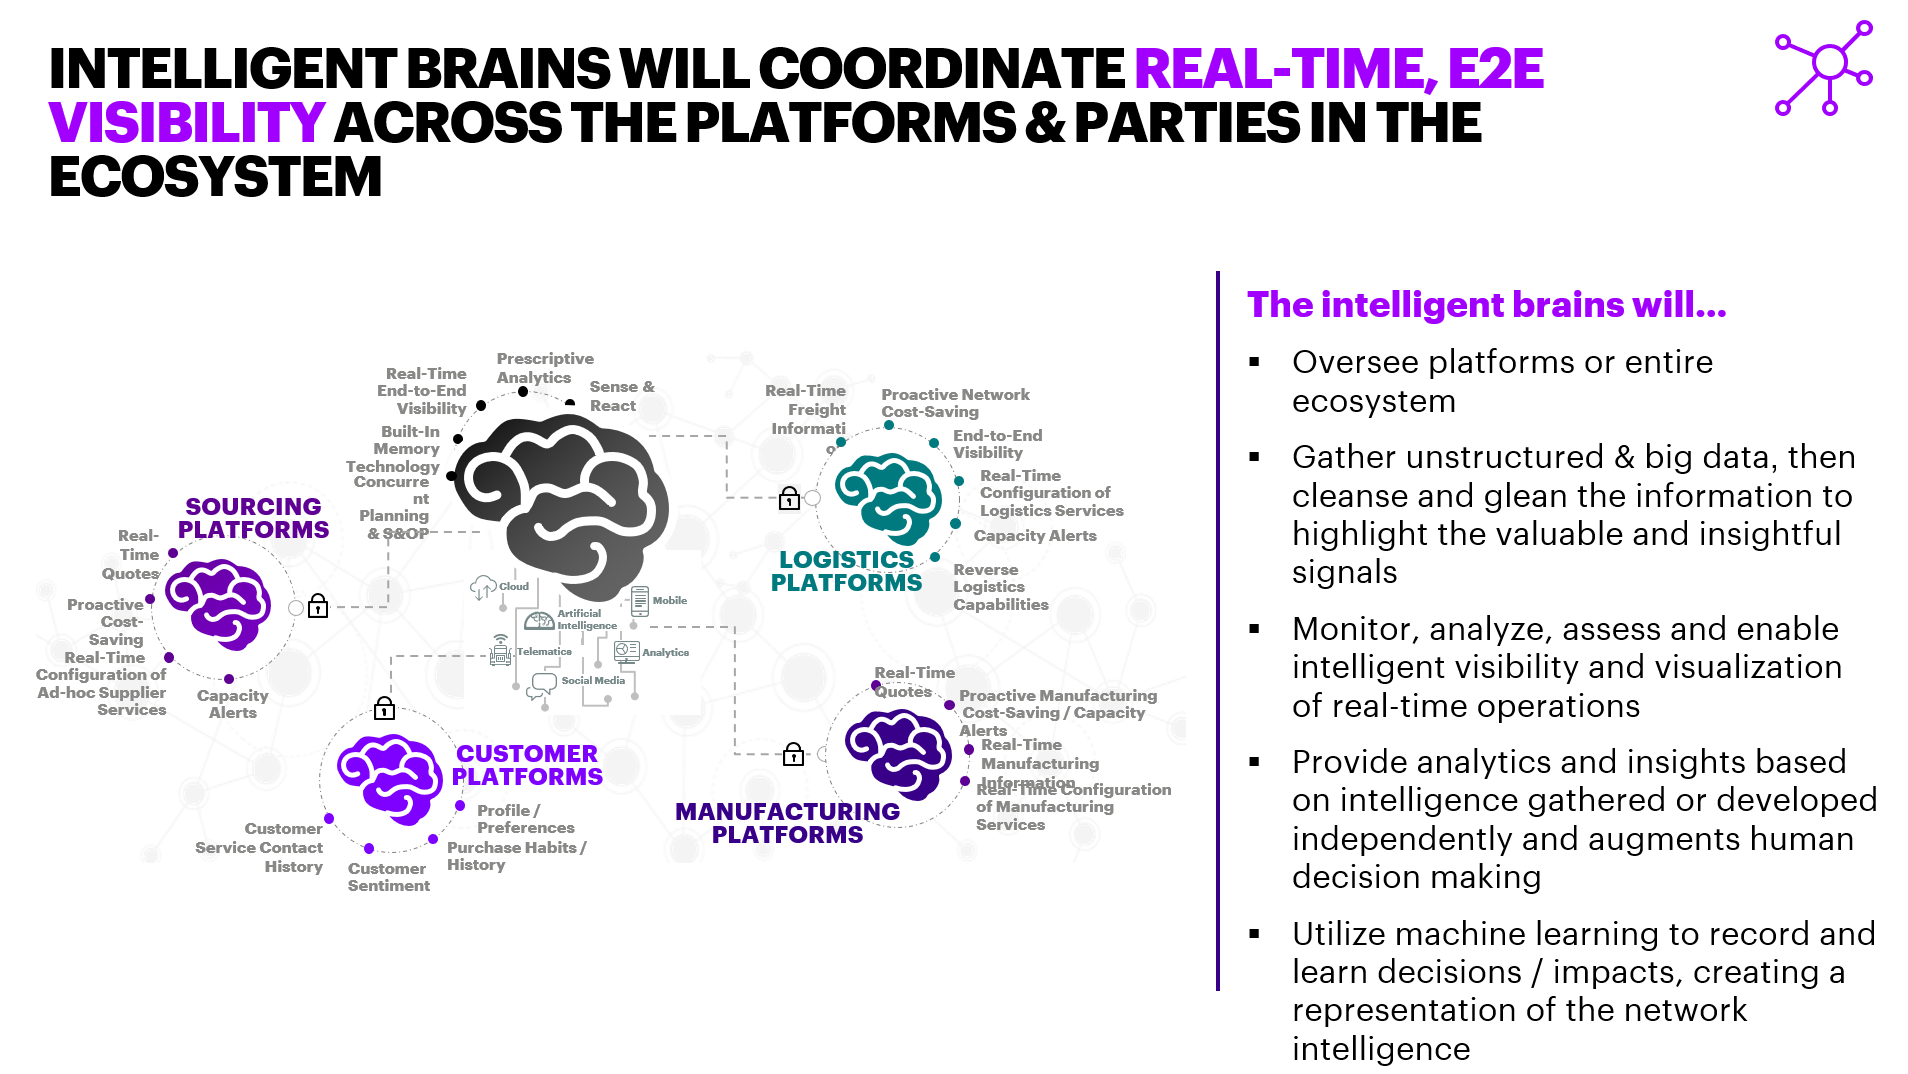 INTELLIGENT BRAINS WILL COORDINATE REAL-TIME, E2E
VISIBILITY ACROSS THE PLATFORMS & PARTIES IN THE
ECOSYSTEM
Prescriptive
Analytics
Real-Time
End-to-End
Visibility
Sense &
React
Built-In
Memory
Technology
Concurre
nt
Planning
& S&OP
SOURCING
PLATFORMS
Real-
Time
Quotes
Proactive
Cost-
Saving
Real-Time
Configuration of
Ad-hoc Supplier
Services
Capacity
Alerts
Cloud
Artificial
Intelligence
Mobile
Telematics
Analytics
Social Media
Real-Time
Freight
Informati
o
Proactive Network
Cost-Saving
End-to-End
Visibility
Real-Time
Configuration of
Logistics Services
Capacity Alerts
Reverse
Logistics
Capabilities
LOGISTICS
PLATFORMS
CUSTOMER
PLATFORMS
Profile /
Preferences
Purchase Habits /
History
Customer
Sentiment
Customer
Service Contact
History
MANUFACTURING
PLATFORMS
Real-Time
Quotes
Proactive Manufacturing
Cost-Saving / Capacity
Alerts
Real-Time
Manufacturing
Information
Real-Time Configuration
of Manufacturing
Services
The intelligent brains will...
▪ Oversee platforms or entire
ecosystem
▪ Gather unstructured & big data, then
cleanse and glean the information to
highlight the valuable and insightful
signals
▪ Monitor, analyze, assess and enable
intelligent visibility and visualization
of real-time operations
▪ Provide analytics and insights based
on intelligence gathered or developed
independently and augments human
decision making
▪ Utilize machine learning to record and
learn decisions / impacts, creating a
representation of the network
intelligence